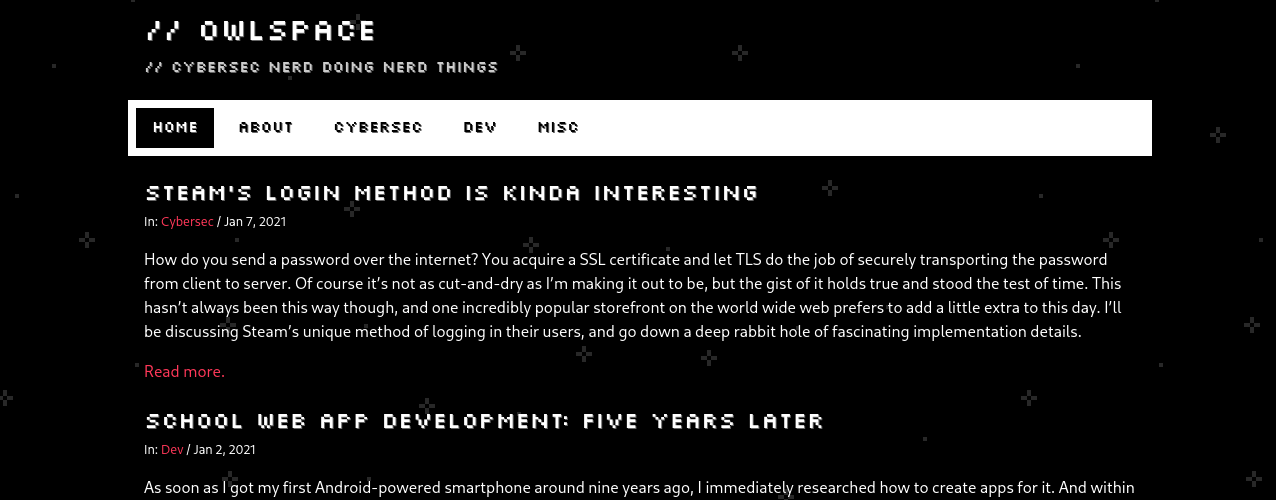 // OWLSPACE
// CYBERSEC NERD DOING NERD THINGS
HOME ABOUT CYBERSEC DEV MISC
STEAM'S LOGIN METHOD IS KINDA INTERESTING
In: Cybersec / Jan 7, 2021
How do you send a password over the internet? You acquire a SSL certificate and let TLS do the job of securely transporting the password
from client to server. Of course it’s not as cut-and-dry as I’m making it out to be, but the gist of it holds true and stood the test of time. This
hasn’t always been this way though, and one incredibly popular storefront on the world wide web prefers to add a little extra to this day. I’ll
be discussing Steam’s unique method of logging in their users, and go down a deep rabbit hole of fascinating implementation details.
Read more.
SCHOOL WEB APP DEVELOPMENT: FIVE YEARS LATER
In: Dev / Jan 2, 2021
As soon as I got my first Android-powered smartphone around nine years ago, I immediately researched how to create apps for it. And within